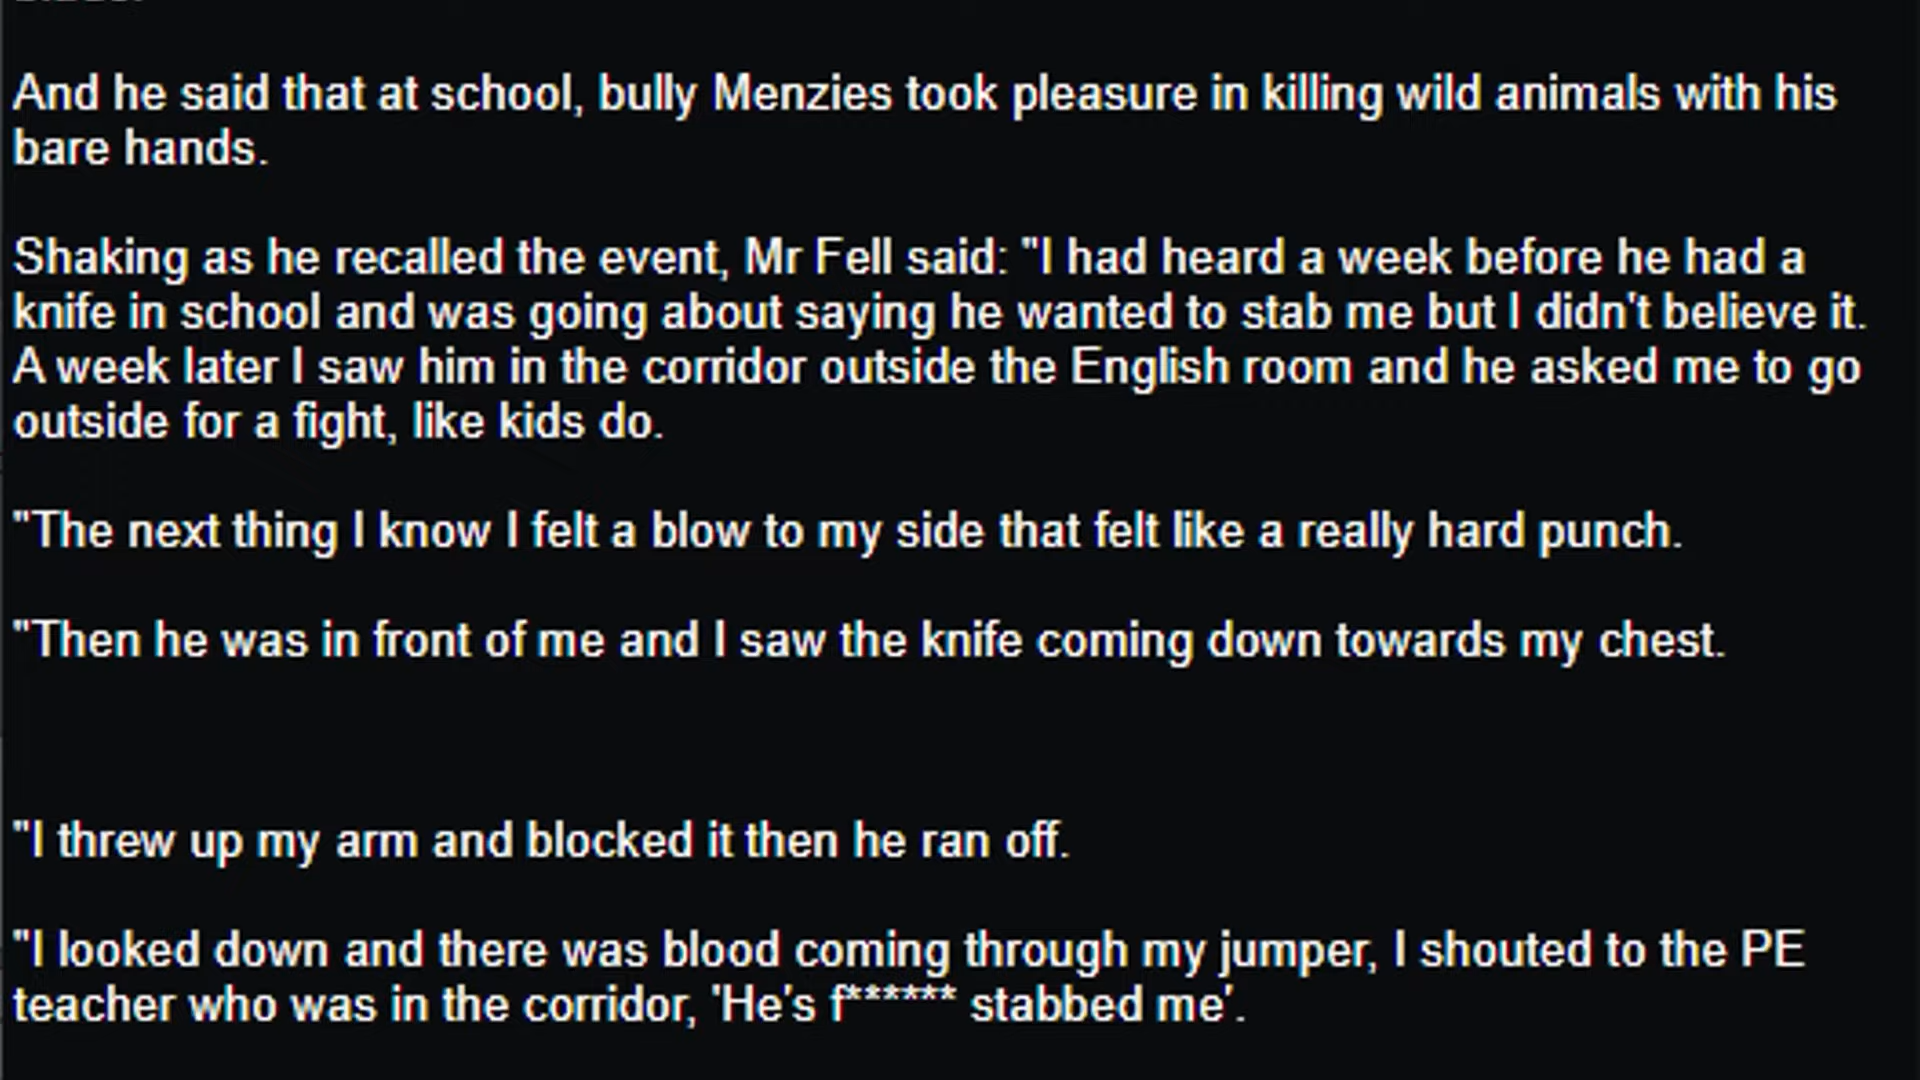 And he said that at school, bully Menzies took pleasure in killing wild animals with his
bare hands.
Shaking as he recalled the event, Mr Fell said: "I had heard a week before he had a
knife in school and was going about saying he wanted to stab me but I didn't believe it.
A week later I saw him in the corridor outside the English room and he asked me to go
outside for a fight, like kids do.
"The next thing I know I felt a blow to my side that felt like a really hard punch.
"Then he was in front of me and I saw the knife coming down towards my chest.
"I threw up my arm and blocked it then he ran off.
"I looked down and there was blood coming through my jumper, I shouted to the PE
teacher who was in the corridor, 'He's f****** stabbed me'.